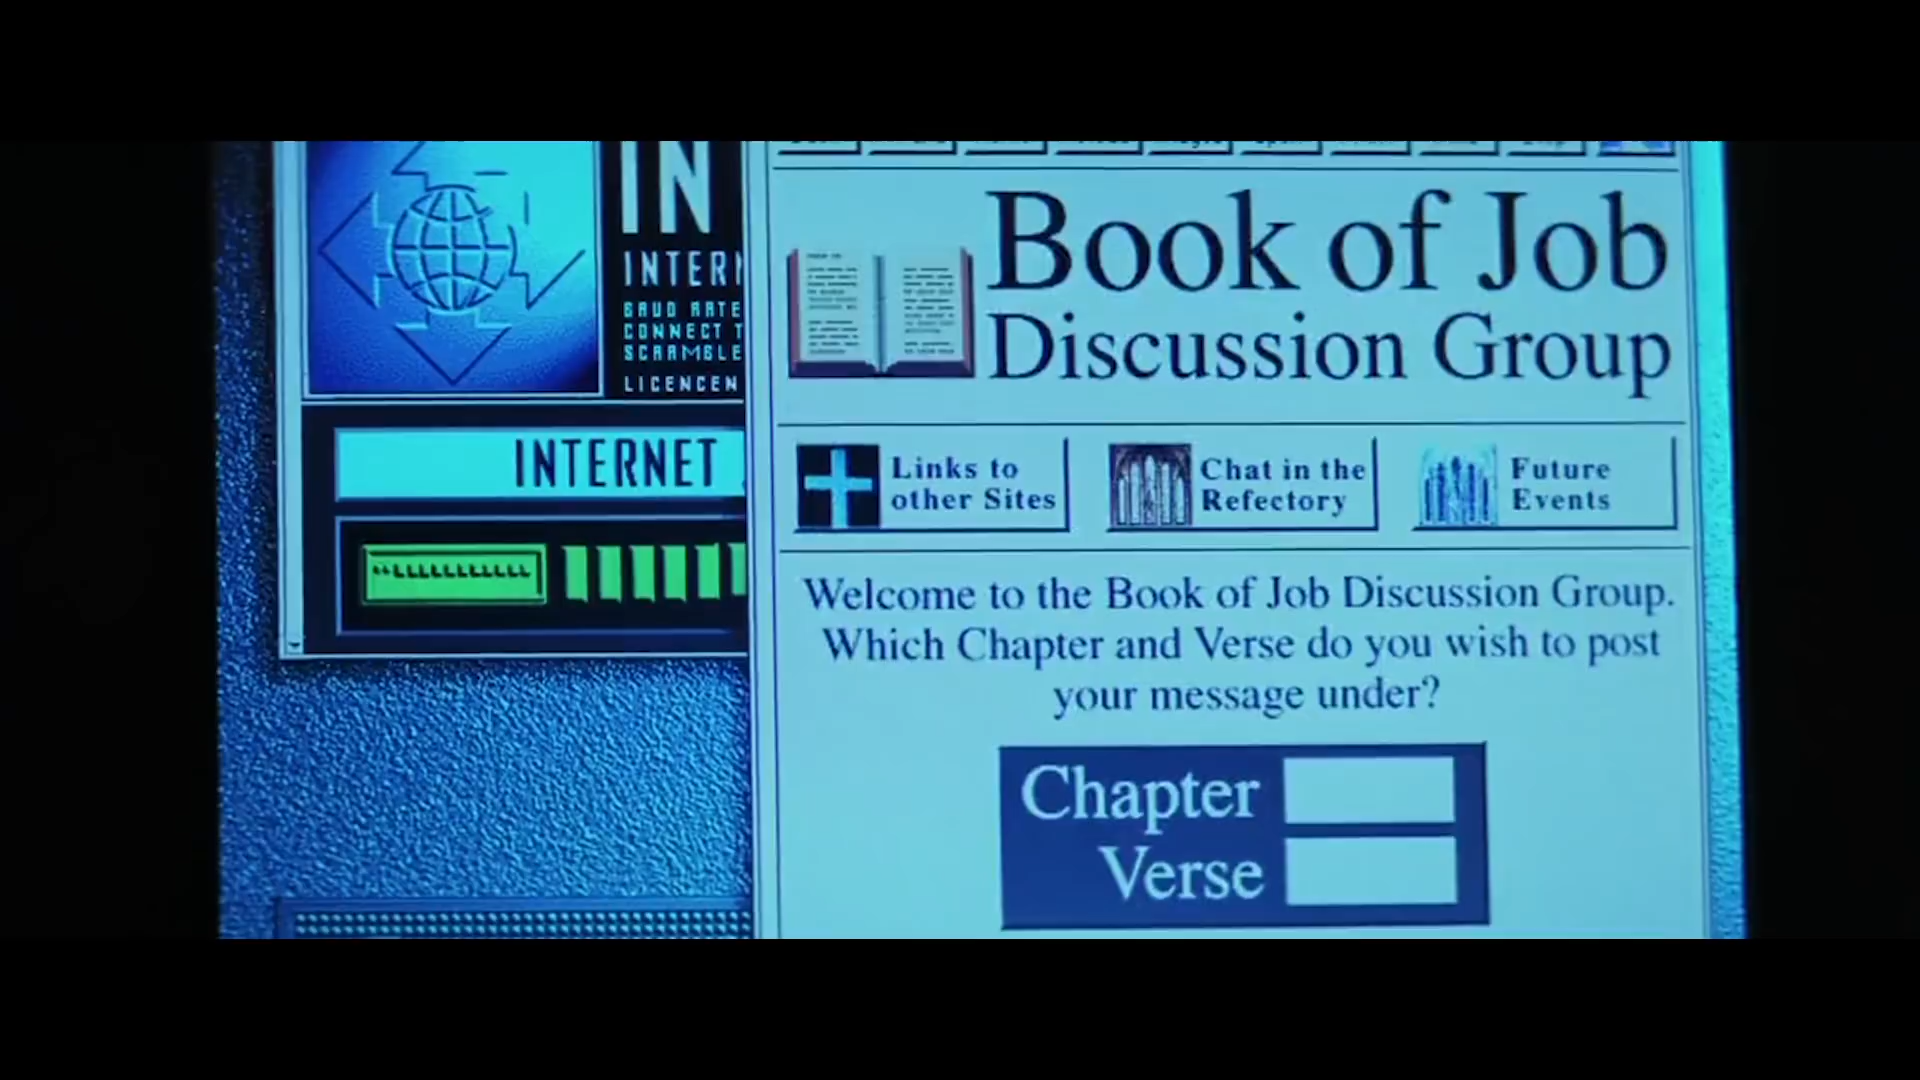 IN
INTERN
BAUD RATE
CONNECT T
SCRAMBLE
LICENCEN
INTERNET
Book of Job
Discussion Group
Links to
other Sites
Chat in the
Refectory
Future
Events
Welcome to the Book of Job Discussion Group.
Which Chapter and Verse do you wish to post
your message under?
Chapter
Verse